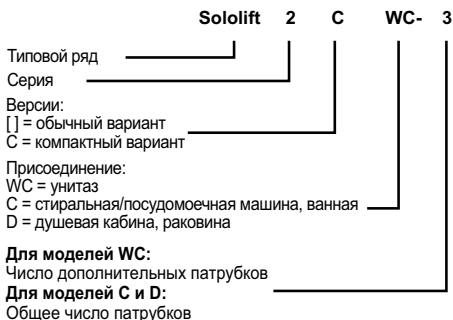 Sololift 2 C WC- 3
Типовой ряд
Серия
Версии:
[ ] = обычный вариант
C = компактный вариант
Присоединение:
WC = унитаз
C = стиральная/посудомоечная машина, ванная
D = душевая кабина, раковина
Для моделей WC:
Число дополнительных патрубков
Для моделей C и D:
Общее число патрубков